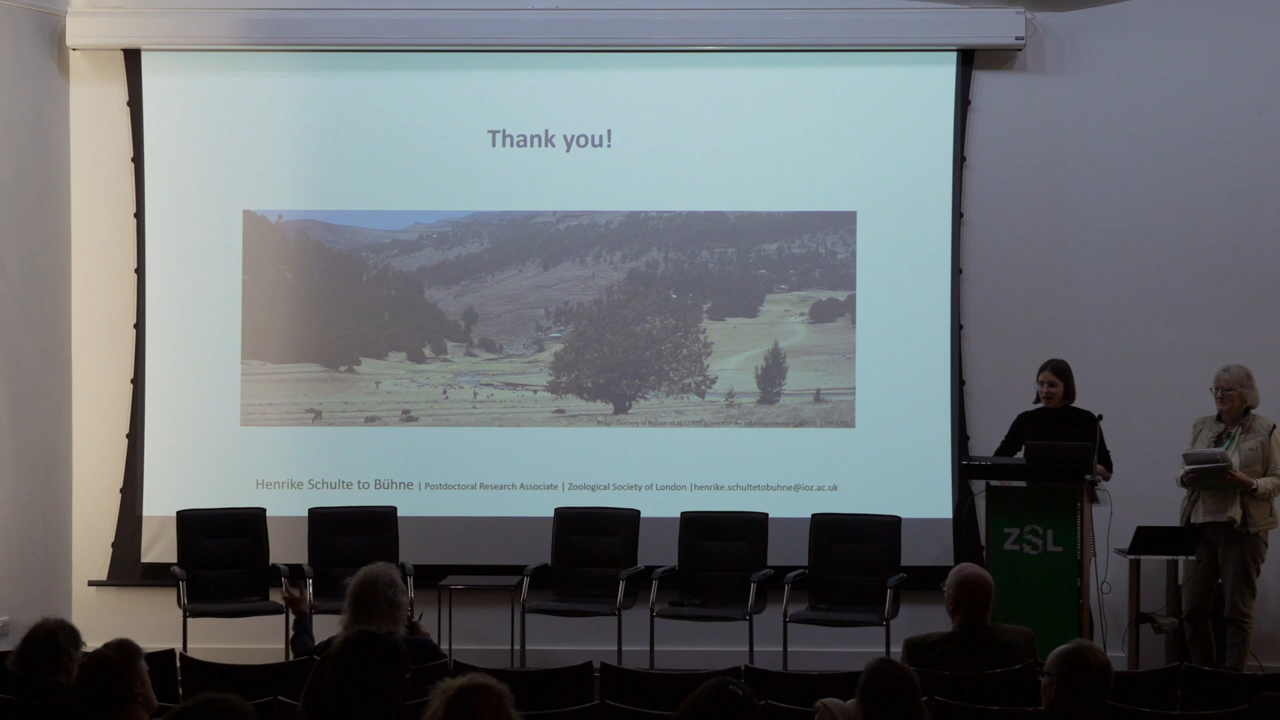 Thank you!
Henrike Schulte to Bühne | Postdoctoral Research Associate | Zoological Society of London |henrike.schultetobuhne@ioz.ac.uk
ZSL